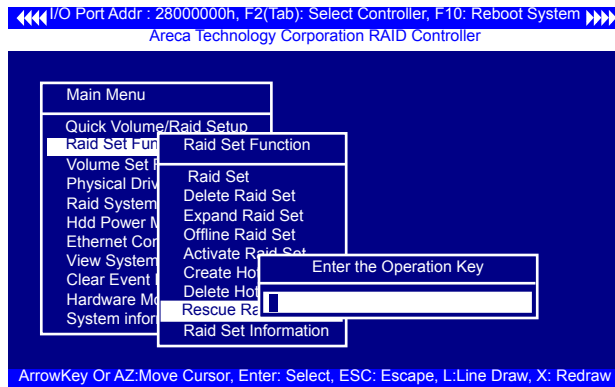 I/O Port Addr : 28000000h, F2(Tab): Select Controller, F10: Reboot System
Areca Technology Corporation RAID Controller
Main Menu
Quick Volume/Raid Setup
Raid Set Fun
Volume Set F
Physical Driv
Raid System
Hdd Power M
Ethernet Con
View System
Clear Event
Hardware Mo
System infor
Raid Set Function
Raid Set
Delete Raid Set
Expand Raid Set
Offline Raid Set
Activate Raid Set
Create Hot
Delete Hot
Rescue Ra
Raid Set Information
Enter the Operation Key
ArrowKey Or AZ:Move Cursor, Enter: Select, ESC: Escape, L:Line Draw, X: Redraw